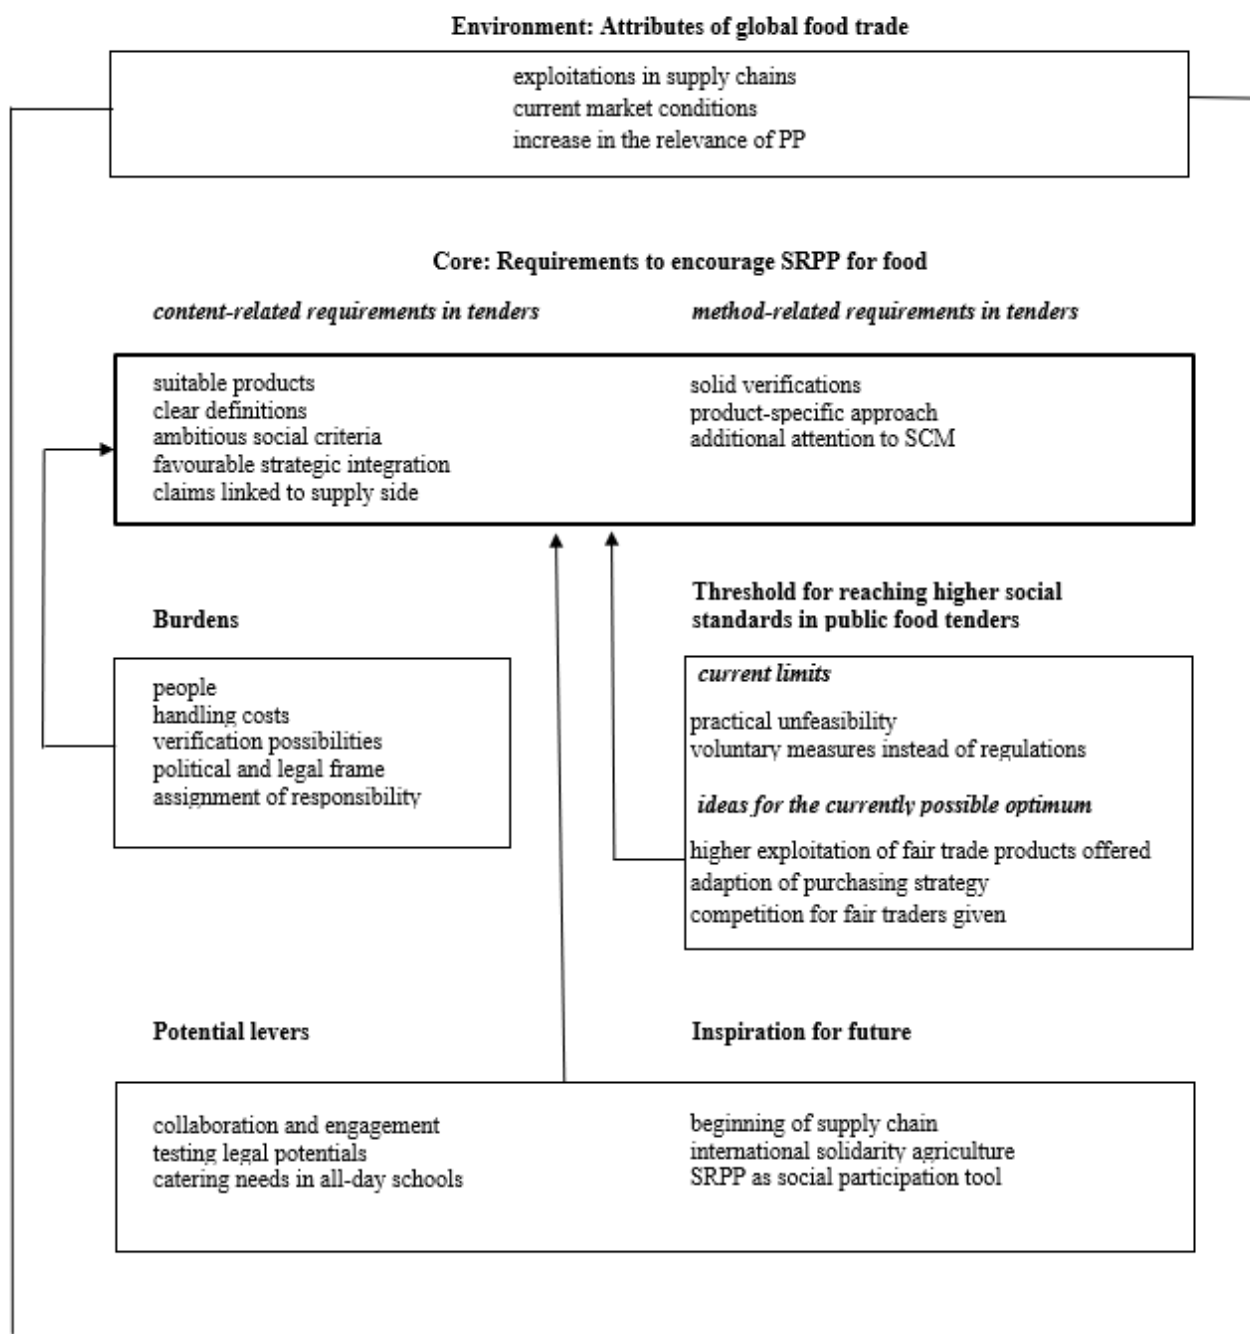 Environment: Attributes of global food trade
exploitations in supply chains
current market conditions
increase in the relevance of PP
Core: Requirements to encourage SRPP for food
content-related requirements in tenders
method-related requirements in tenders
suitable products
clear definitions
ambitious social criteria
favourable strategic integration
claims linked to supply side
solid verifications
product-specific approach
additional attention to SCM
Burdens
people
handling costs
verification possibilities
political and legal frame
assignment of responsibility
Threshold for reaching higher social
standards in public food tenders
current limits
practical unfeasibility
voluntary measures instead of regulations
ideas for the currently possible optimum
higher exploitation of fair trade products offered
adaption of purchasing strategy
competition for fair traders given
Potential levers
collaboration and engagement
testing legal potentials
catering needs in all-day schools
Inspiration for future
beginning of supply chain
international solidarity agriculture
SRPP as social participation tool